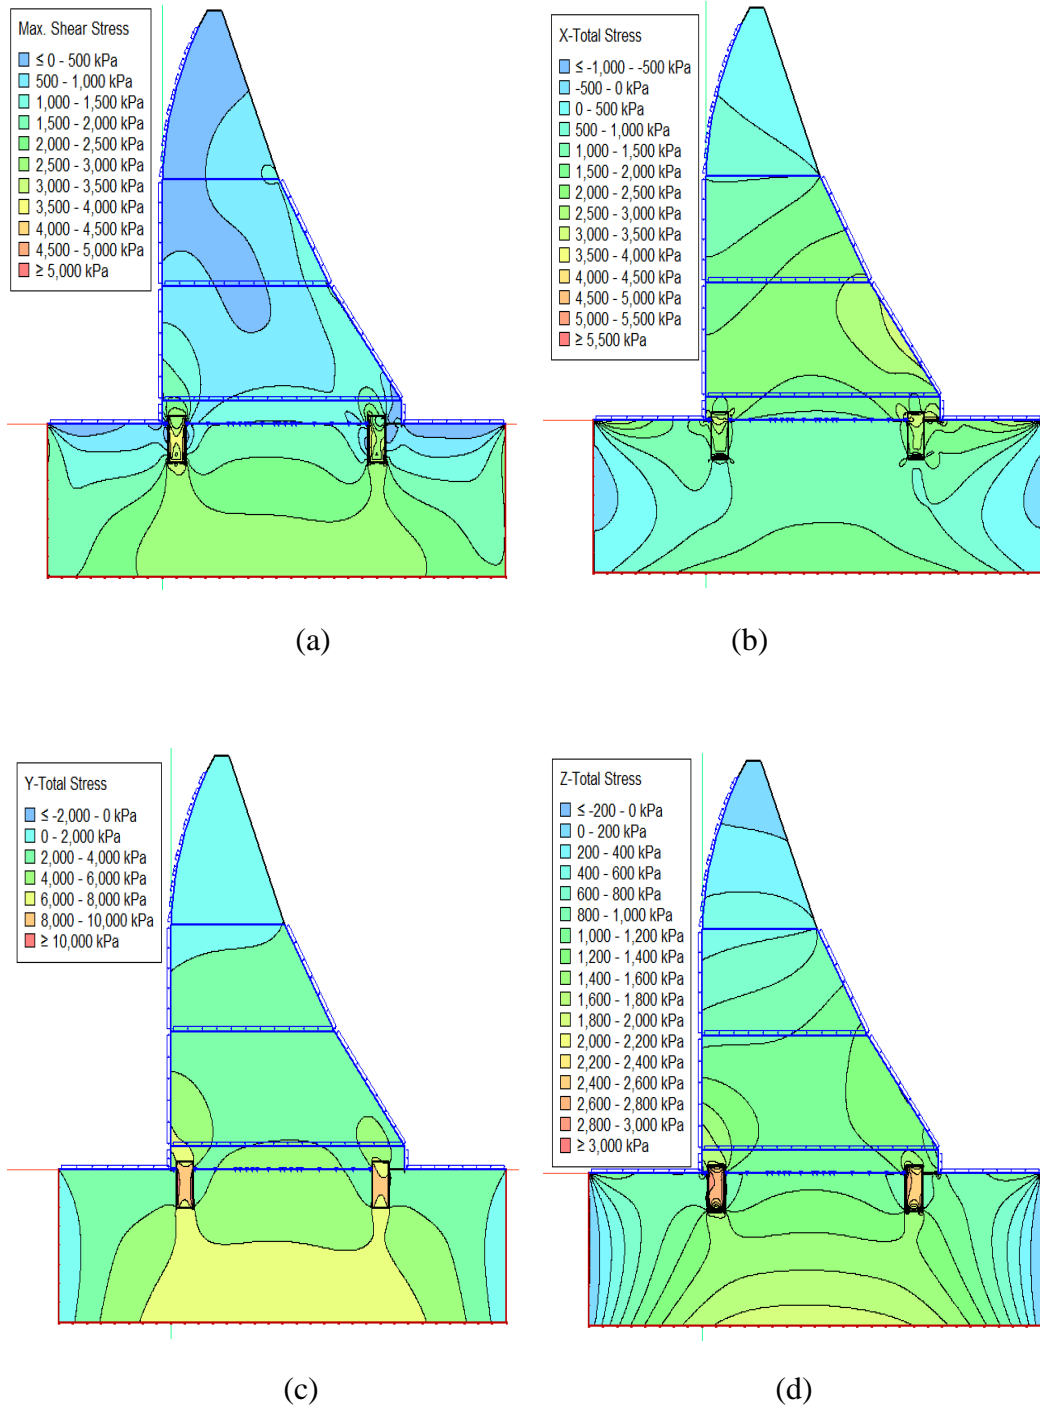 Max. Shear Stress
≤ 0 - 500 kPa
500 - 1,000 kPa
1,000 - 1,500 kPa
1,500 - 2,000 kPa
2,000 - 2,500 kPa
2,500 - 3,000 kPa
3,000 - 3,500 kPa
3,500 - 4,000 kPa
4,000 - 4,500 kPa
4,500 - 5,000 kPa
≥ 5,000 kPa
(a)
X-Total Stress
≤ -1,000 - -500 kPa
-500 - 0 kPa
0 - 500 kPa
500 - 1,000 kPa
1,000 - 1,500 kPa
1,500 - 2,000 kPa
2,000 - 2,500 kPa
2,500 - 3,000 kPa
3,000 - 3,500 kPa
3,500 - 4,000 kPa
4,000 - 4,500 kPa
4,500 - 5,000 kPa
5,000 - 5,500 kPa
≥ 5,500 kPa
(b)
Y-Total Stress
≤ -2,000 - 0 kPa
0 - 2,000 kPa
2,000 - 4,000 kPa
4,000 - 6,000 kPa
6,000 - 8,000 kPa
8,000 - 10,000 kPa
≥ 10,000 kPa
(c)
Z-Total Stress
≤ -200 - 0 kPa
0 - 200 kPa
200 - 400 kPa
400 - 600 kPa
600 - 800 kPa
800 - 1,000 kPa
1,000 - 1,200 kPa
1,200 - 1,400 kPa
1,400 - 1,600 kPa
1,600 - 1,800 kPa
1,800 - 2,000 kPa
2,000 - 2,200 kPa
2,200 - 2,400 kPa
2,400 - 2,600 kPa
2,600 - 2,800 kPa
2,800 - 3,000 kPa
≥ 3,000 kPa
(d)